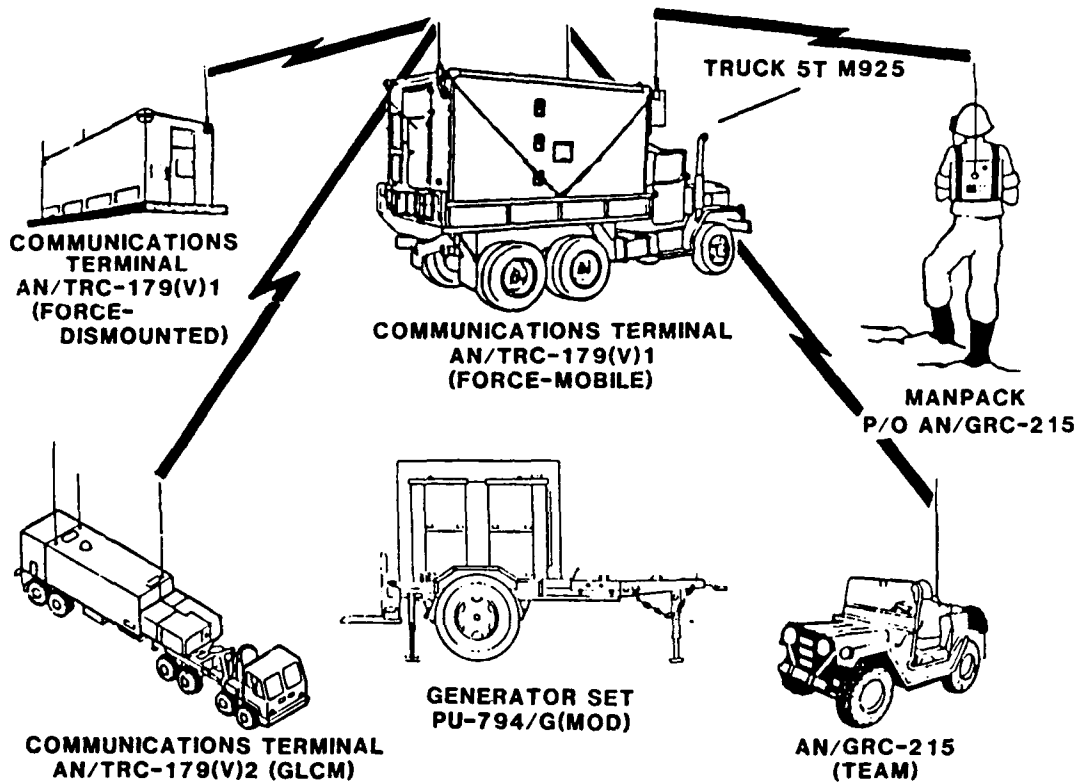 TRUCK 5T M925
COMMUNICATIONS
TERMINAL
AN/TRC-179(V)1
(FORCE-
DISMOUNTED)
COMMUNICATIONS TERMINAL
AN/TRC-179(V)1
(FORCE-MOBILE)
MANPACK
P/O AN/GRC-215
COMMUNICATIONS TERMINAL
AN/TRC-179(V)2 (GLCM)
GENERATOR SET
PU-794/G(MOD)
AN/GRC-215
(TEAM)